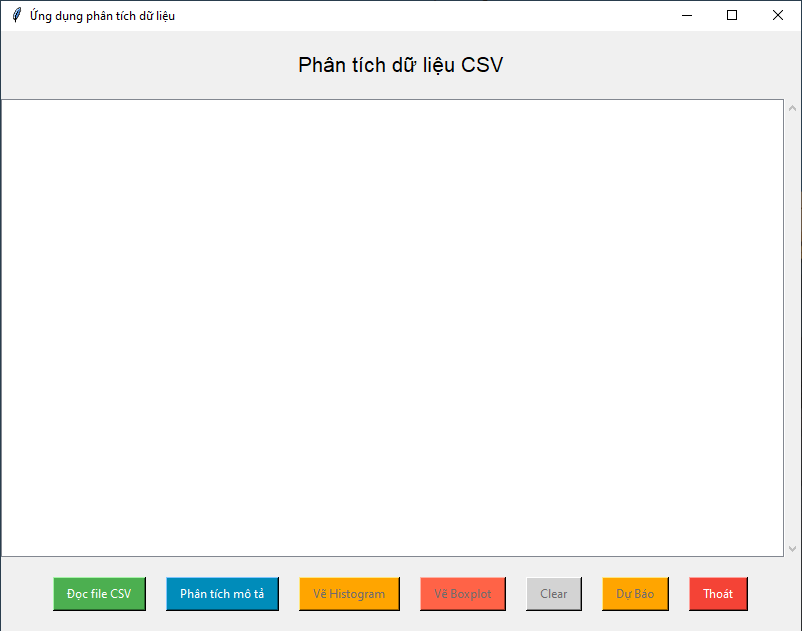 Ứng dụng phân tích dữ liệu
Phân tích dữ liệu CSV
Đọc file CSV
Phân tích mô tả
Vẽ Histogram
Vẽ Boxplot
Clear
Dự Báo
Thoát